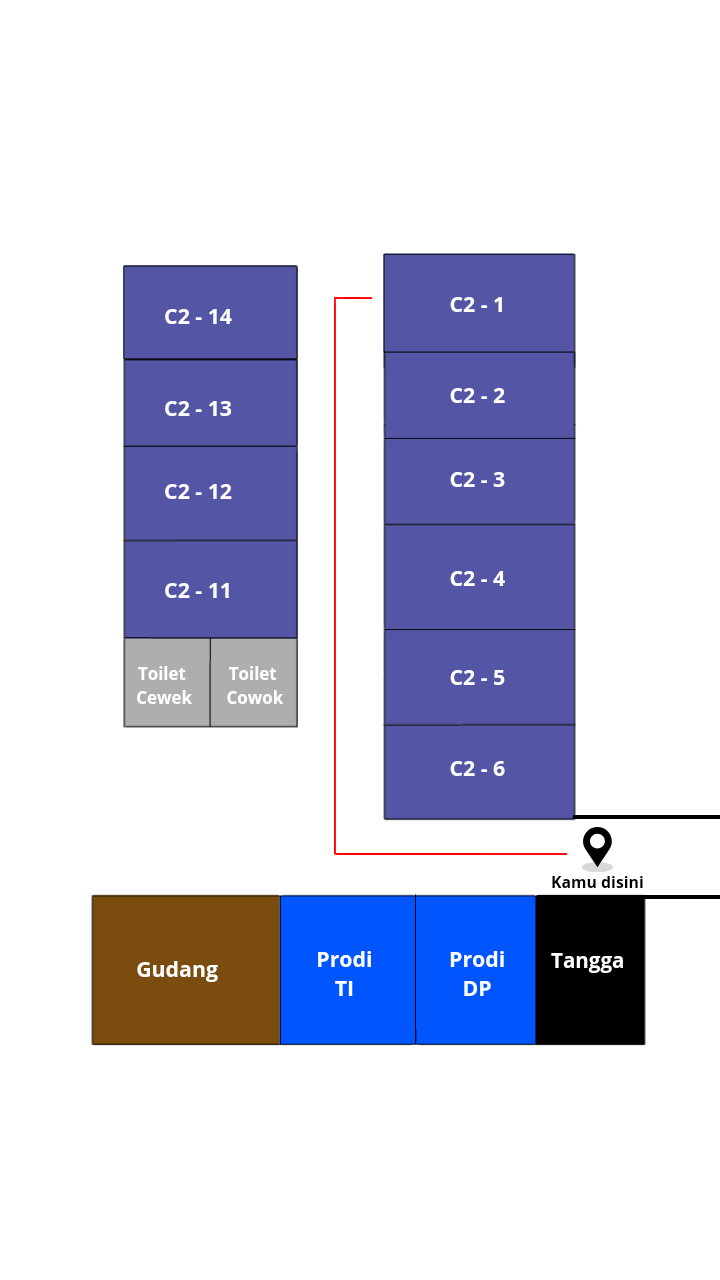 C2 - 14
C2 - 13
C2 - 12
C2 - 11
Toilet
Cewek
Toilet
Cowok
C2 - 1
C2 - 2
C2 - 3
C2 - 4
C2 - 5
C2 - 6
Kamu disini
Gudang
Prodi
TI
Prodi
DP
Tangga